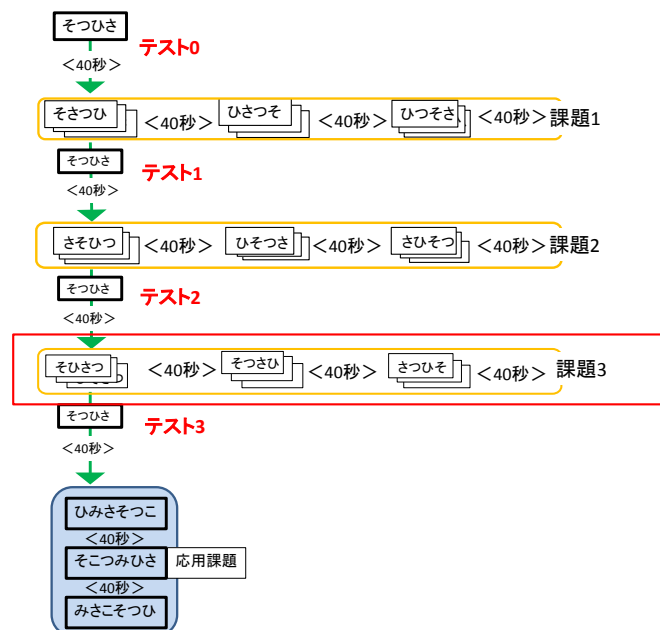 そつひさ
テスト0
＜40秒＞
そさつひ ＜40秒＞ ひさつそ ＜40秒＞ ひつそさ ＜40秒＞ 課題1
そつひさ
テスト1
＜40秒＞
さそひつ ＜40秒＞ ひそつさ ＜40秒＞ さひそつ ＜40秒＞ 課題2
そつひさ
テスト2
＜40秒＞
そひさつ ＜40秒＞ そつさひ ＜40秒＞ さつひそ ＜40秒＞ 課題3
そつひさ
テスト3
＜40秒＞
ひみさそつこ
＜40秒＞
そこつみひさ 応用課題
＜40秒＞
みさこそつひ